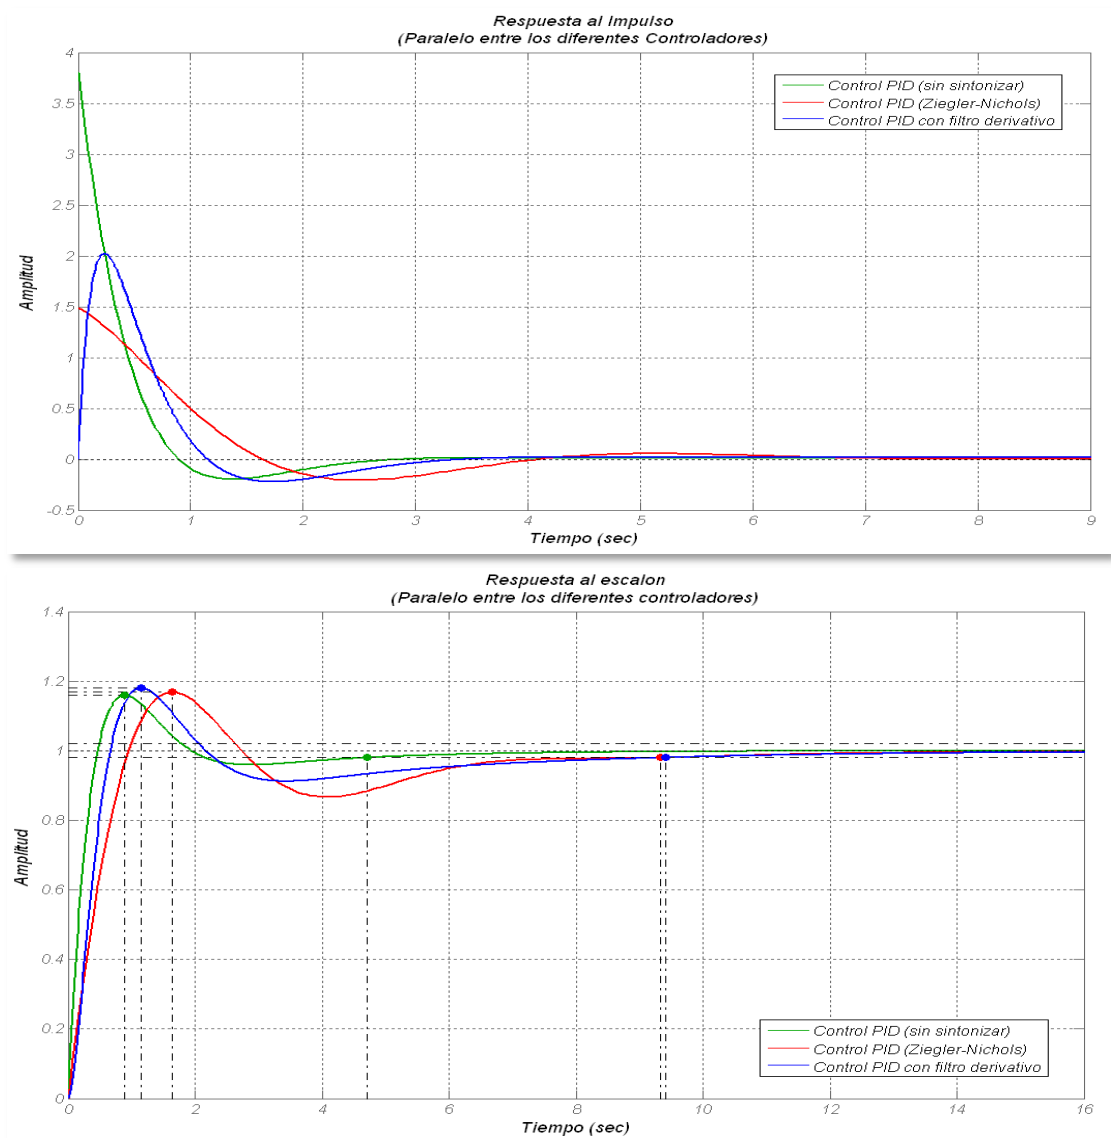 Respuesta al Impulso
(Paralelo entre los diferentes Controladores)
4
3.5
3
2.5
2
1.5
1
0.5
0
-0.5
Amplitud
Control PID (sin sintonizar)
Control PID (Ziegler-Nichols)
Control PID con filtro derivativo
0 1 2 3 4 5 6 7 8 9
Tiempo (sec)
Respuesta al escalon
(Paralelo entre los diferentes controladores)
1.4
1.2
1
0.8
0.6
0.4
0.2
0
Amplitud
Control PID (sin sintonizar)
Control PID (Ziegler-Nichols)
Control PID con filtro derivativo
0 2 4 6 8 10 12 14 16
Tiempo (sec)